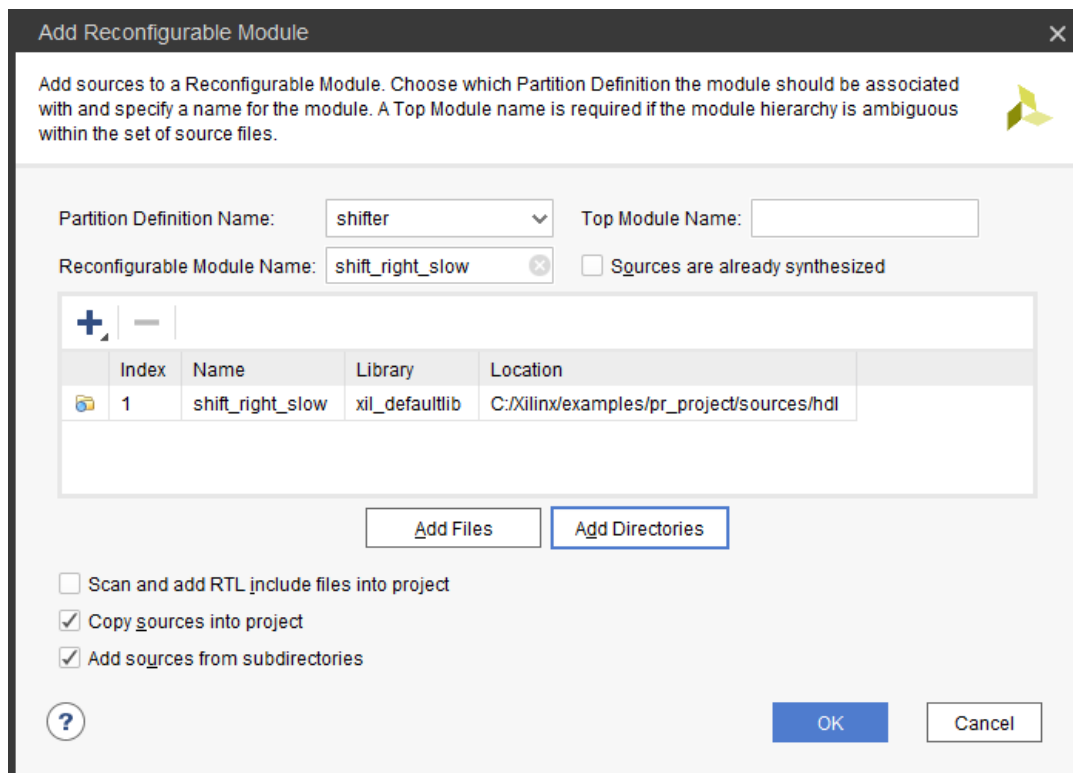 Add Reconfigurable Module
Add sources to a Reconfigurable Module. Choose which Partition Definition the module should be associated
with and specify a name for the module. A Top Module name is required if the module hierarchy is ambiguous
within the set of source files.
Partition Definition Name: shifter Top Module Name:
Reconfigurable Module Name: shift_right_slow Sources are already synthesized
Index Name Library Location
1 shift_right_slow xil_defaultlib C:/Xilinx/examples/pr_project/sources/hdl
Add Files Add Directories
Scan and add RTL include files into project
Copy sources into project
Add sources from subdirectories
? OK Cancel